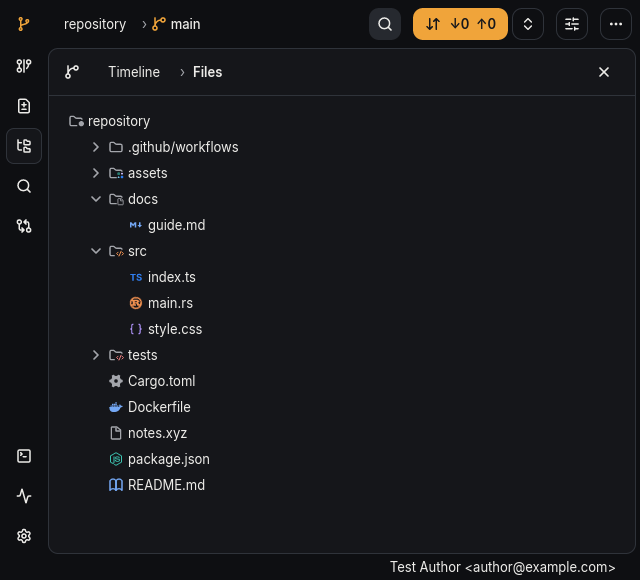 repository › main ↓0 ↑0
Timeline › Files
repository
.github/workflows
assets
docs
guide.md
src
TS index.ts
main.rs
{ } style.css
tests
Cargo.toml
Dockerfile
notes.xyz
package.json
README.md
Test Author <author@example.com>